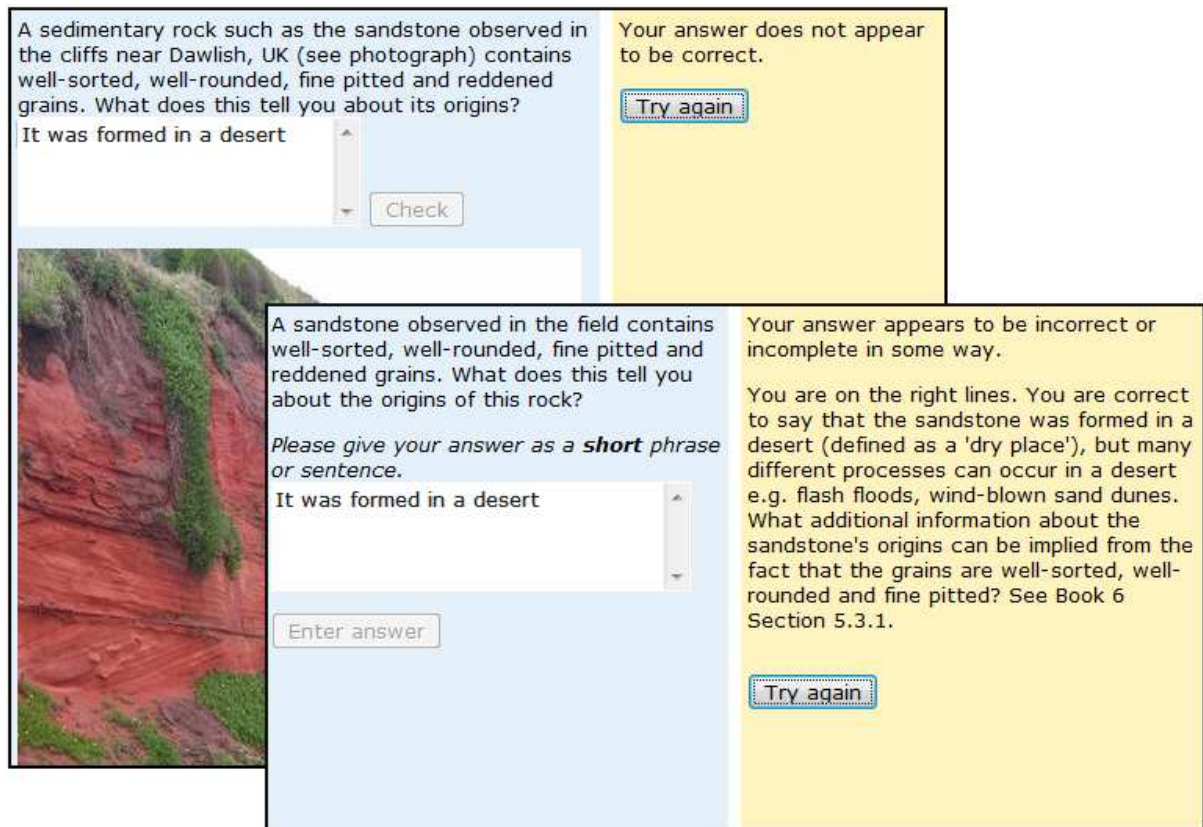 A sedimentary rock such as the sandstone observed in
the cliffs near Dawlish, UK (see photograph) contains
well-sorted, well-rounded, fine pitted and reddened
grains. What does this tell you about its origins?
It was formed in a desert
Check
Your answer does not appear
to be correct.
Try again
A sandstone observed in the field contains
well-sorted, well-rounded, fine pitted and
reddened grains. What does this tell you
about the origins of this rock?
Please give your answer as a short phrase
or sentence.
It was formed in a desert
Enter answer
Your answer appears to be incorrect or
incomplete in some way.
You are on the right lines. You are correct
to say that the sandstone was formed in a
desert (defined as a 'dry place'), but many
different processes can occur in a desert
e.g. flash floods, wind-blown sand dunes.
What additional information about the
sandstone's origins can be implied from the
fact that the grains are well-sorted, well-
rounded and fine pitted? See Book 6
Section 5.3.1.
Try again